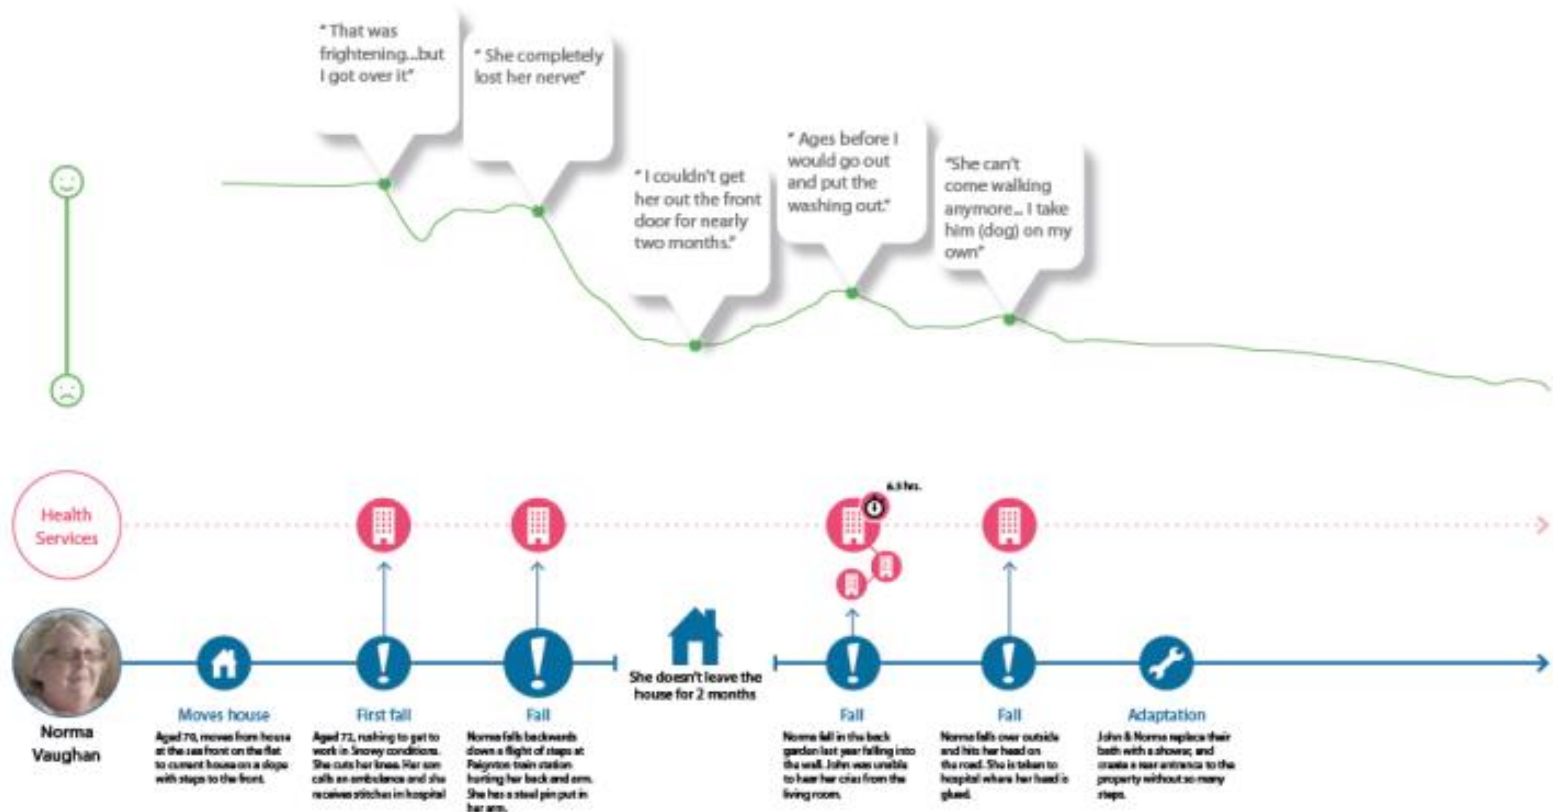 " That was
frightening...but
I got over it"
" She completely
lost her nerve"
" I couldn't get
her out the front
door for nearly
two months."
" Ages before I
would go out
and put the
washing out."
"She can't
come walking
anymore... I take
him (dog) on my
own"
Health
Services
hrs.
Norma
Vaughan
Moves house
Aged 70, moves from house
at the sea front on the flat
to current house on a slope
with steps to the front.
First fall
Aged 72, rushing to get to
work in Snowy conditions.
She cuts her knee. Her son
calls an ambulance and she
receives stitches in hospital
Fall
Norma falls backwards
down a flight of steps at
Paignton train station
hurting her back and arm.
She has a steel pin put in
her arm.
She doesn't leave the
house for 2 months
Fall
Norma fell in the back
garden last year falling into
the wall. John was unable
to hear her cries from the
living room.
Fall
Norma falls over outside
and hits her head on
the road. She is taken to
hospital where her head is
glued.
Adaptation
John & Norma replace their
bath with a shower, and
create a rear entrance to the
property without so many
steps.